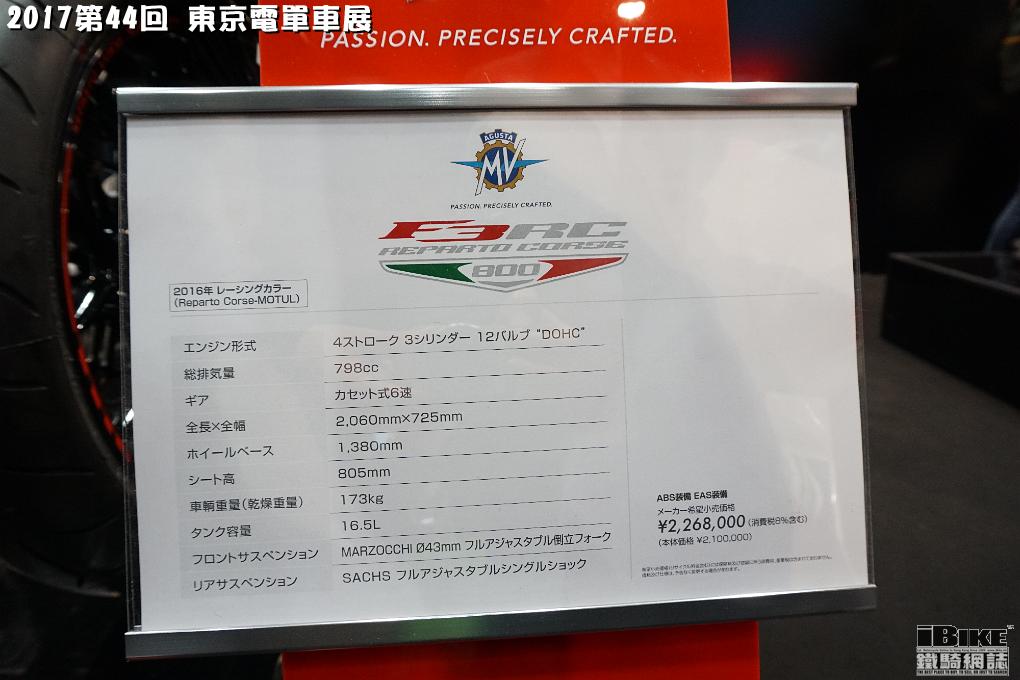 2017第44回 東京電單車展
PASSION. PRECISELY CRAFTED.
AGUSTA
MV
PASSION. PRECISELY CRAFTED.
F3RC
REPARTO CORSE
800
2016年 レーシングカラー
(Reparto Corse-MOTUL)
エンジン形式 4ストローク 3シリンダー 12バルブ "DOHC"
総排気量 798cc
ギア カセット式6速
全長×全幅 2,060mm×725mm
ホイールベース 1,380mm
シート高 805mm
車輌重量(乾燥重量) 173kg
タンク容量 16.5L
フロントサスペンション MARZOCCHI Ø43mm フルアジャスタブル倒立フォーク
リアサスペンション SACHS フルアジャスタブルシングルショック
ABS装備 EAS装備
メーカー希望小売価格
¥2,268,000(消費税8%含む)
(本体価格 ¥2,100,000)
iBIKE
鐵騎網誌